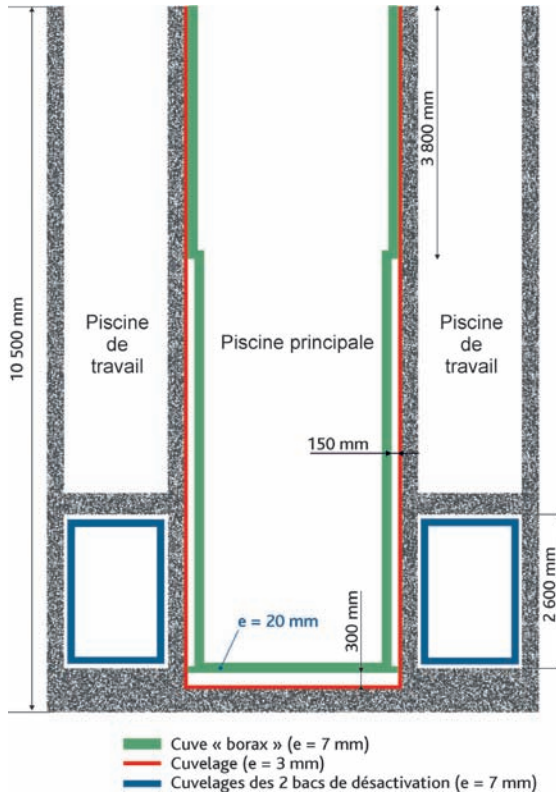 3 800 mm
10 500 mm
Piscine
de
travail
Piscine principale
Piscine
de
travail
150 mm
2 600 mm
300 mm
e = 20 mm
Cuve « borax » (e = 7 mm)
Cuvelage (e = 3 mm)
Cuvelages des 2 bacs de désactivation (e = 7 mm)